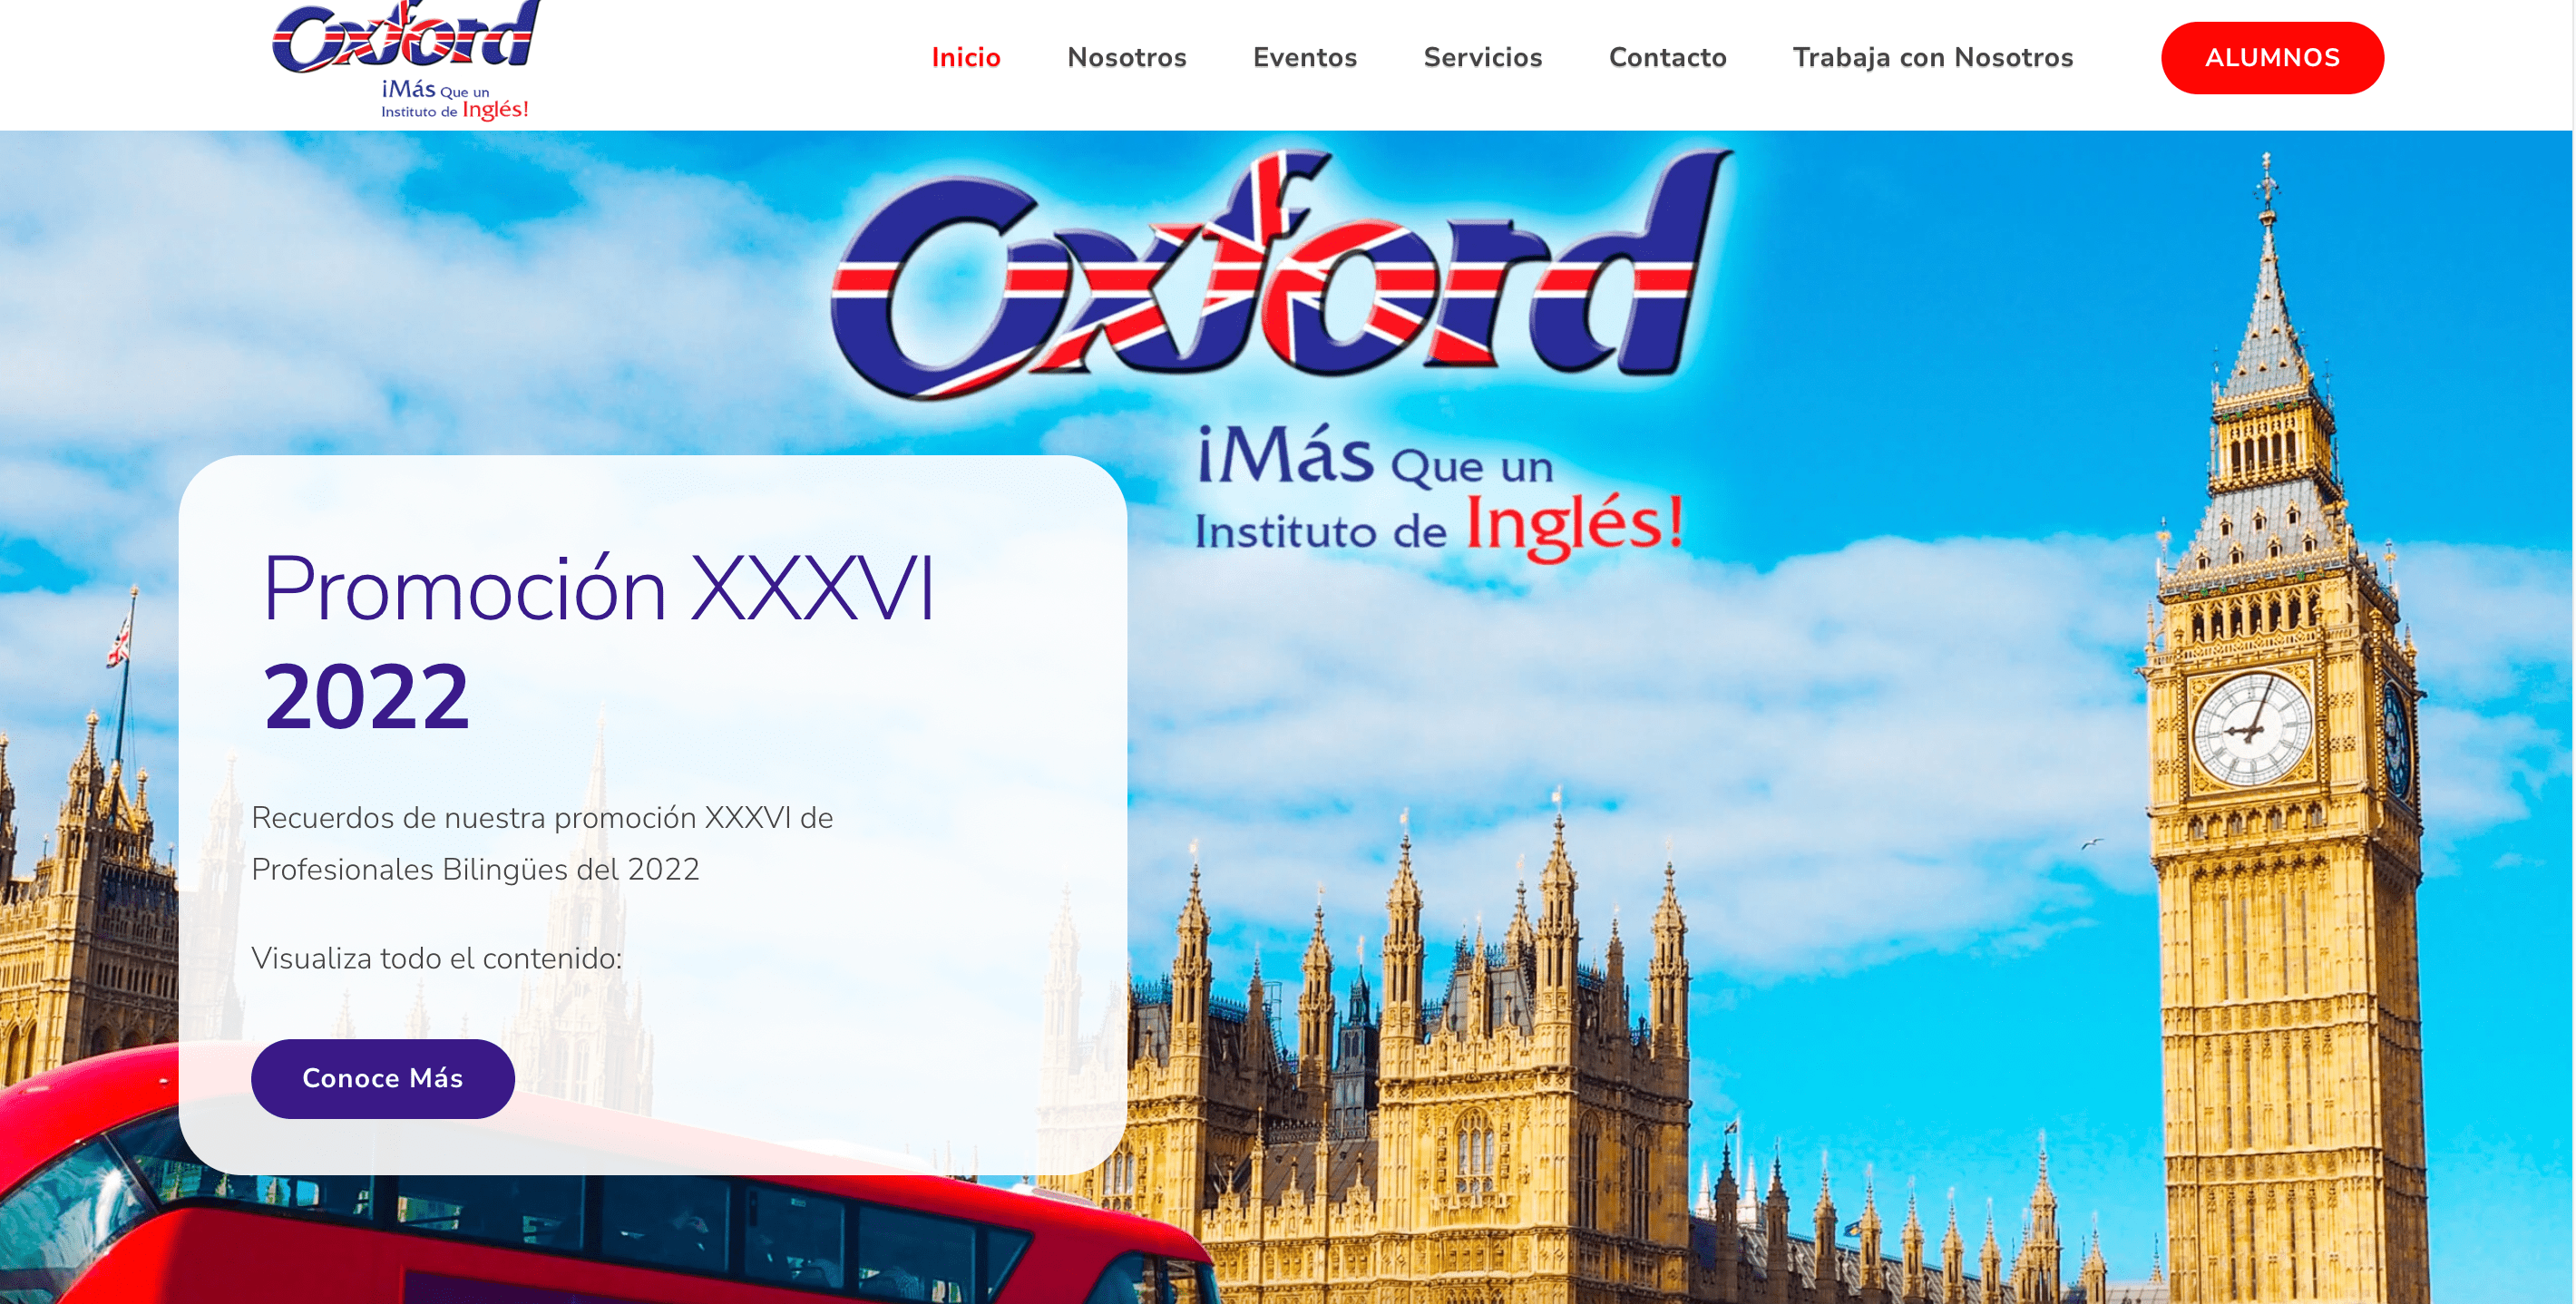 Oxford
¡Más Que un
Instituto de Inglés!
Inicio
Nosotros
Eventos
Servicios
Contacto
Trabaja con Nosotros
ALUMNOS
Oxford
¡Más Que un
Instituto de Inglés!
Promoción XXXVI
2022
Recuerdos de nuestra promoción XXXVI de
Profesionales Bilingües del 2022
Visualiza todo el contenido:
Conoce Más